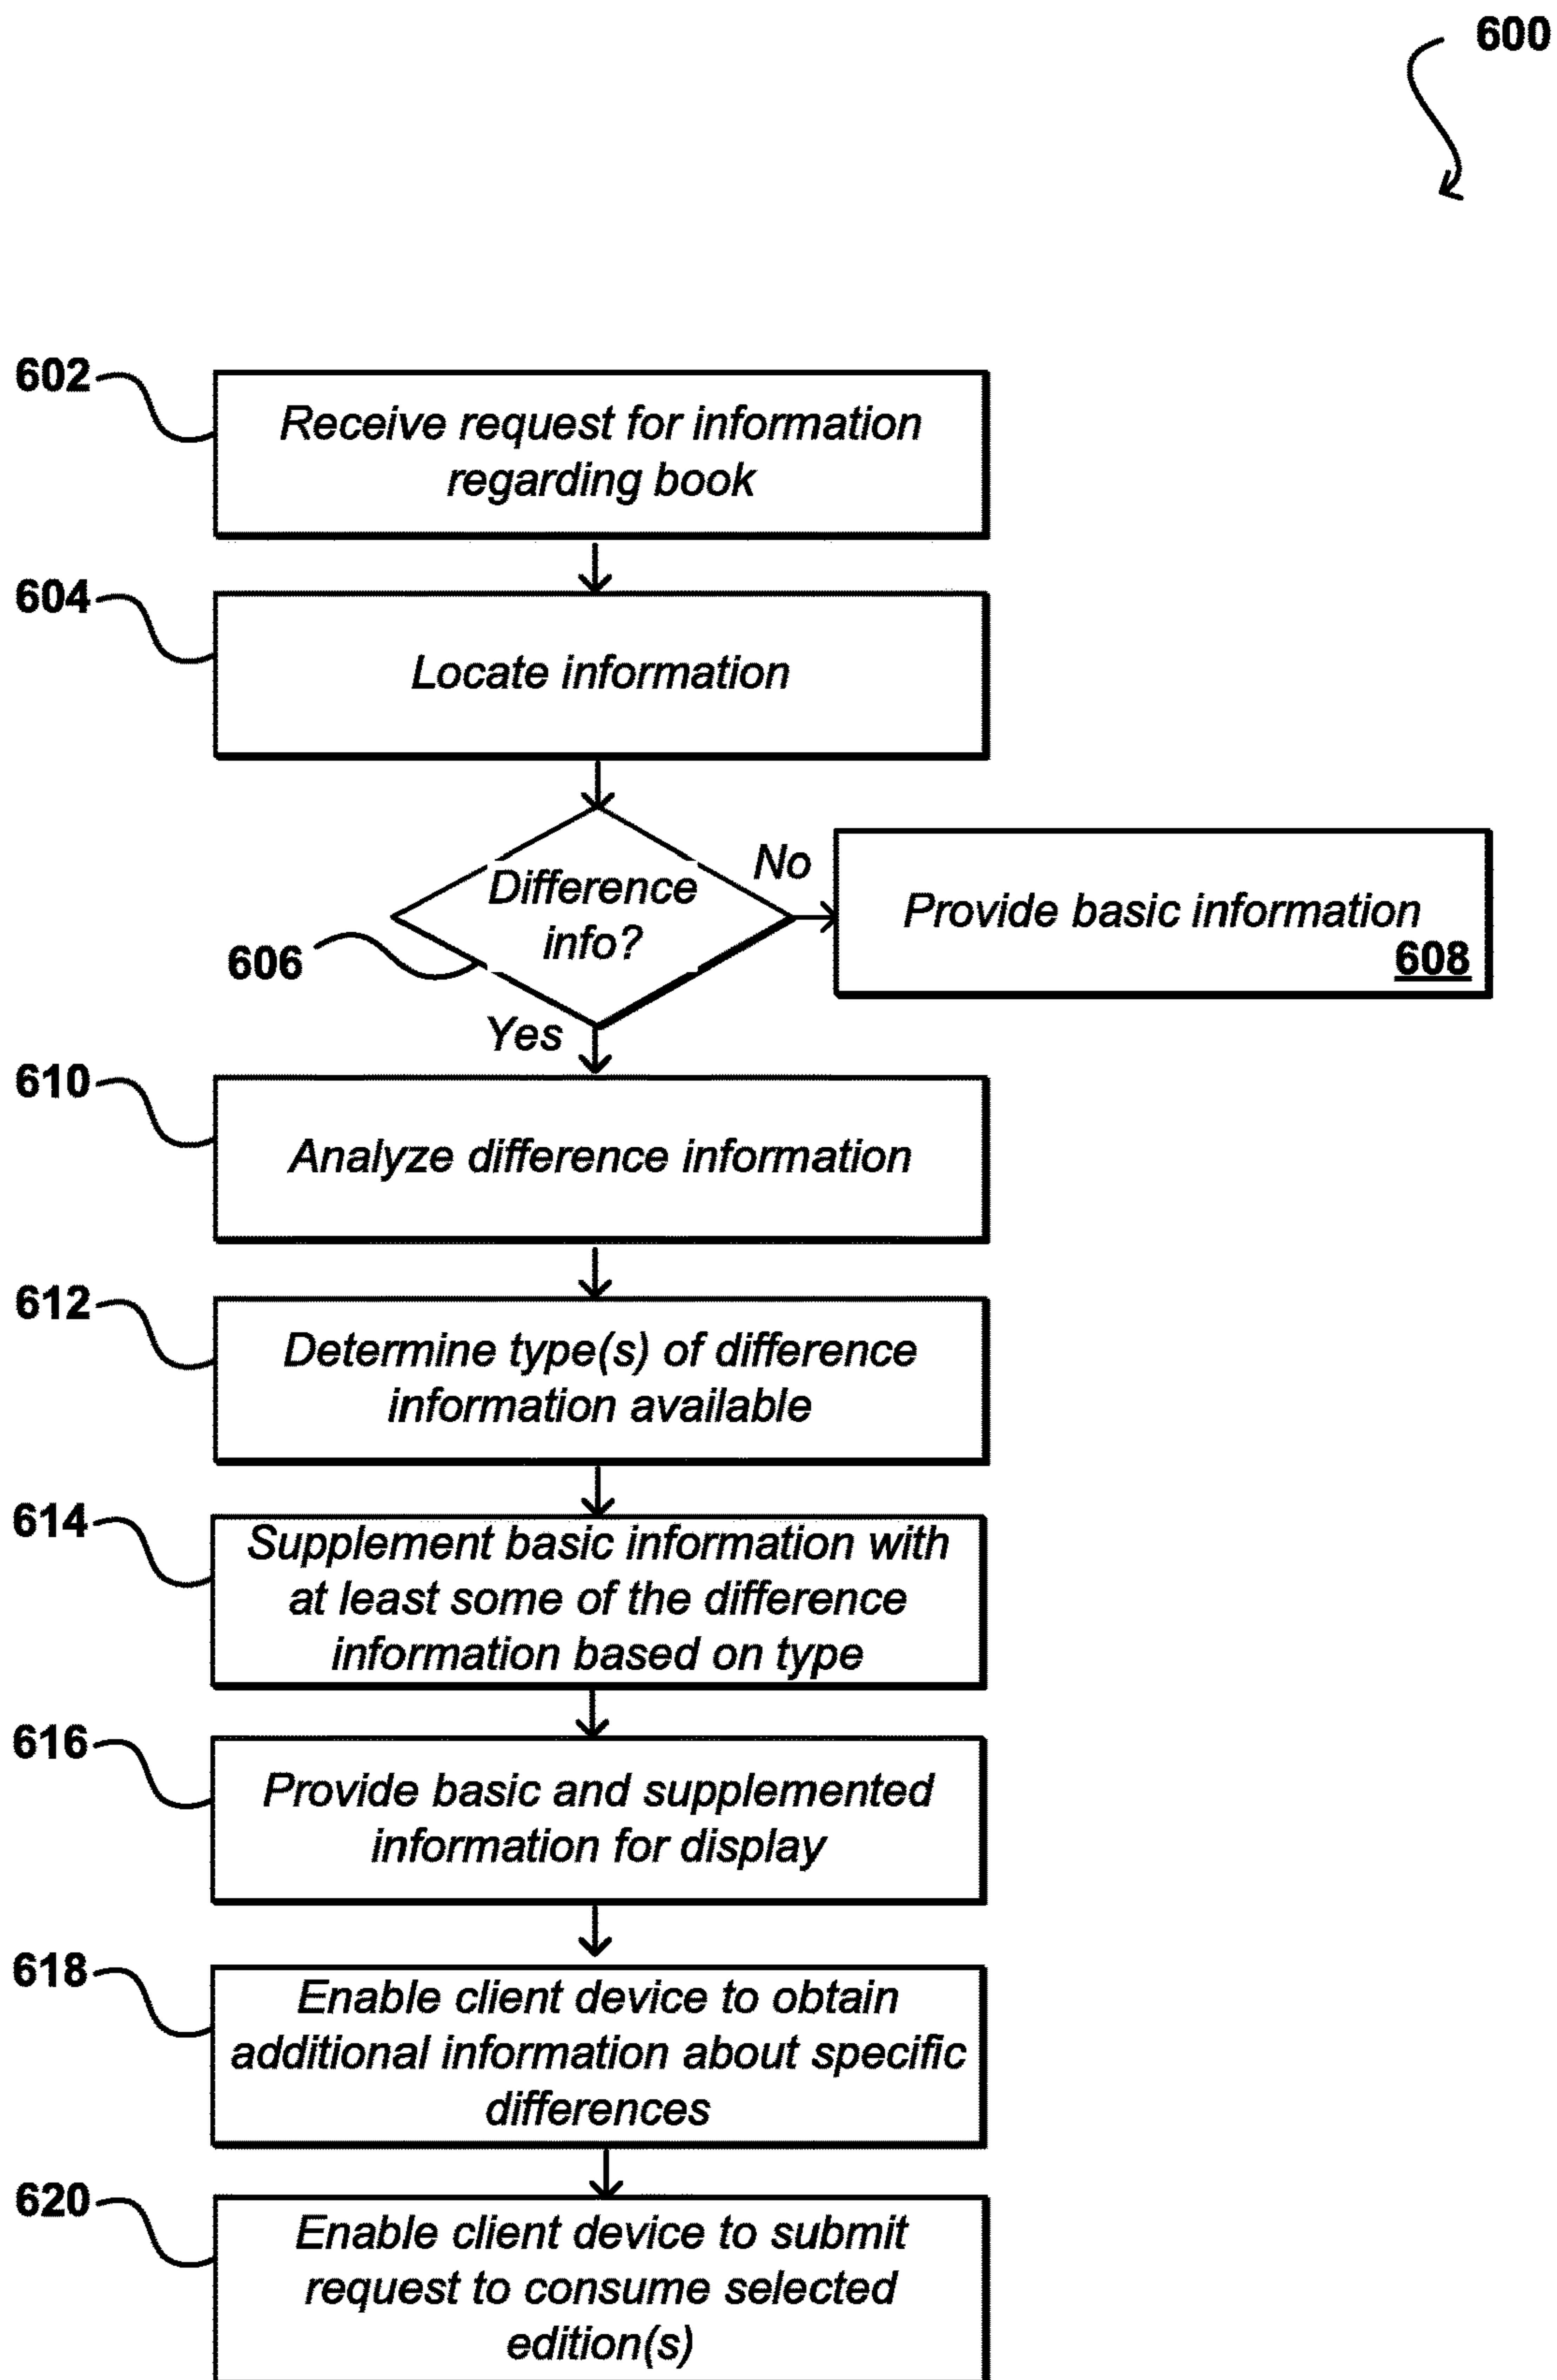 600
602
Receive request for information
regarding book
604
Locate information
Difference
info?
606
No
Provide basic information
608
Yes
610
Analyze difference information
612
Determine type(s) of difference
information available
614
Supplement basic information with
at least some of the difference
information based on type
616
Provide basic and supplemented
information for display
618
Enable client device to obtain
additional information about specific
differences
620
Enable client device to submit
request to consume selected
edition(s)